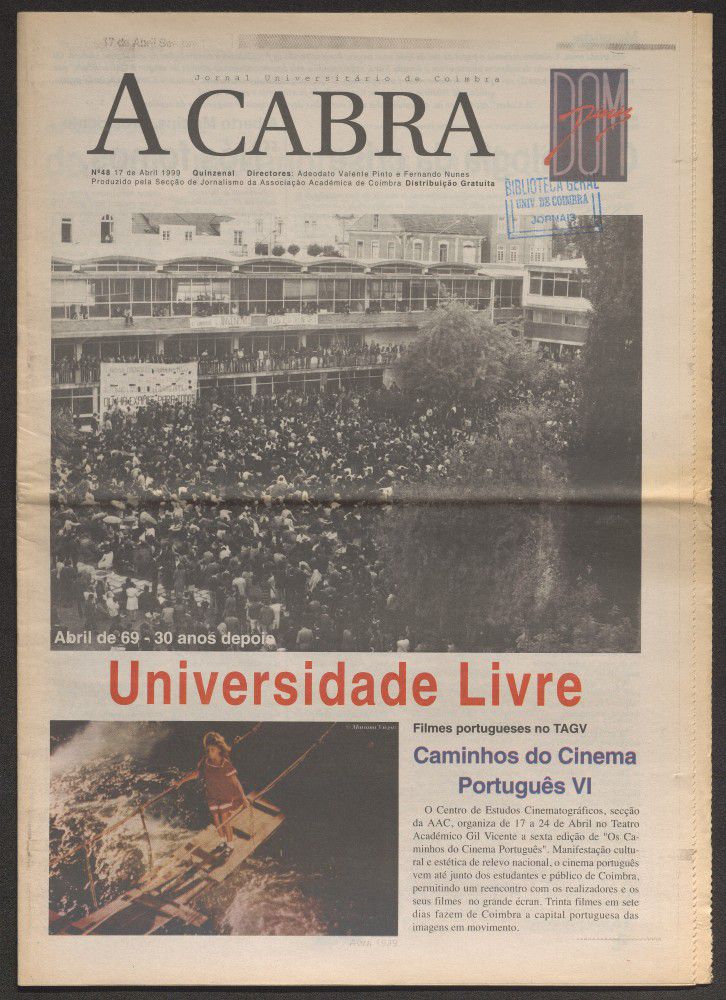 Jornal Universitário de Coimbra
A CABRA
DOM
Dinis
DOM
Nº48 17 de Abril 1999 Quinzenal Directores: Adeodato Valente Pinto e Fernando Nunes
Produzido pela Secção de Jornalismo da Associação Académica de Coimbra Distribuição Gratuita
BIBLIOTECA GERAL
UNIV DE COIMBRA
JORNAIS
Abril de 69 - 30 anos depois
Universidade Livre
Filmes portugueses no TAGV
Caminhos do Cinema
Português VI
O Centro de Estudos Cinematográficos, secção
da AAC, organiza de 17 a 24 de Abril no Teatro
Académico Gil Vicente a sexta edição de "Os Ca-
minhos do Cinema Português". Manifestação cultu-
ral e estética de relevo nacional, o cinema português
vem até junto dos estudantes e público de Coimbra,
permitindo um reencontro com os realizadores e os
seus filmes no grande écran. Trinta filmes em sete
dias fazem de Coimbra a capital portuguesa das
imagens em movimento.